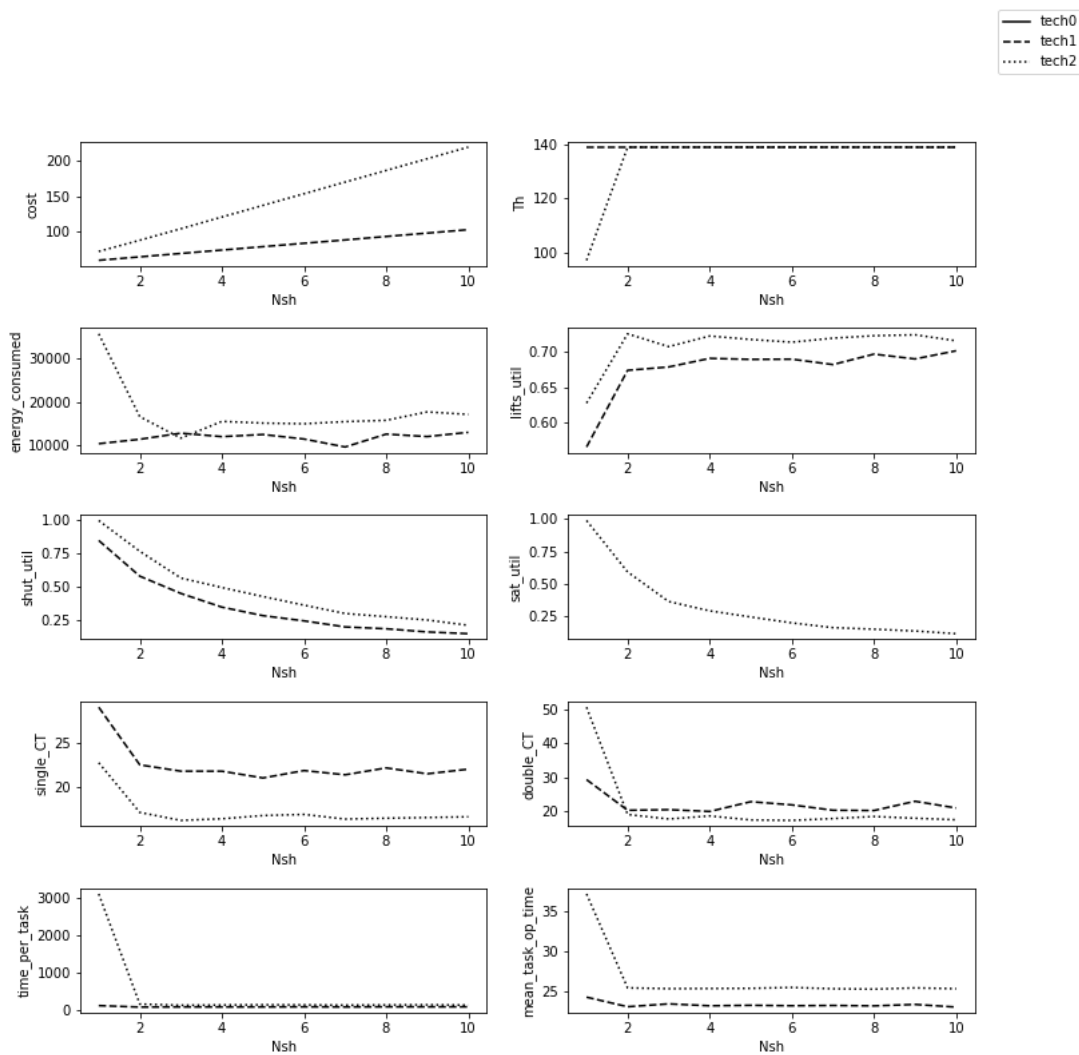 tech0
tech1
tech2
200
150
100
cost
2 4 6 8 10
Nsh
140
120
100
Th
2 4 6 8 10
Nsh
30000
20000
10000
energy_consumed
2 4 6 8 10
Nsh
0.70
0.65
0.60
lifts_util
2 4 6 8 10
Nsh
1.00
0.75
0.50
0.25
shut_util
2 4 6 8 10
Nsh
1.00
0.75
0.50
0.25
sat_util
2 4 6 8 10
Nsh
25
20
single_CT
2 4 6 8 10
Nsh
50
40
30
20
double_CT
2 4 6 8 10
Nsh
3000
2000
1000
0
time_per_task
2 4 6 8 10
Nsh
35
30
25
mean_task_op_time
2 4 6 8 10
Nsh